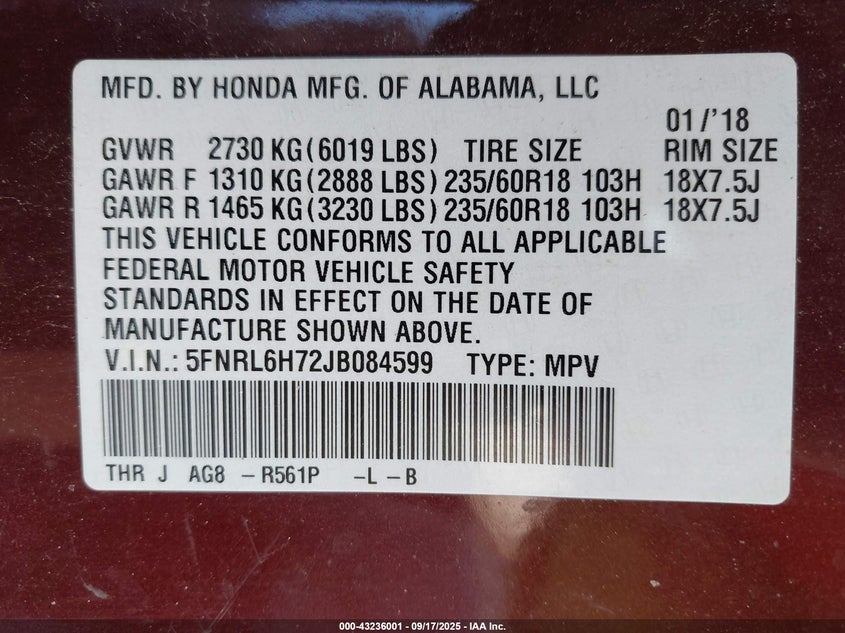 MFD. BY HONDA MFG. OF ALABAMA, LLC
01/'18
GVWR 2730 KG(6019 LBS) TIRE SIZE RIM SIZE
GAWR F 1310 KG(2888 LBS) 235/60R18 103H 18X7.5J
GAWR R 1465 KG(3230 LBS) 235/60R18 103H 18X7.5J
THIS VEHICLE CONFORMS TO ALL APPLICABLE
FEDERAL MOTOR VEHICLE SAFETY
STANDARDS IN EFFECT ON THE DATE OF
MANUFACTURE SHOWN ABOVE.
V.I.N.: 5FNRL6H72JB084599 TYPE: MPV
THR J AG8 -R561P -L-B
000-43236001 - 09/17/2025 - IAA Inc.